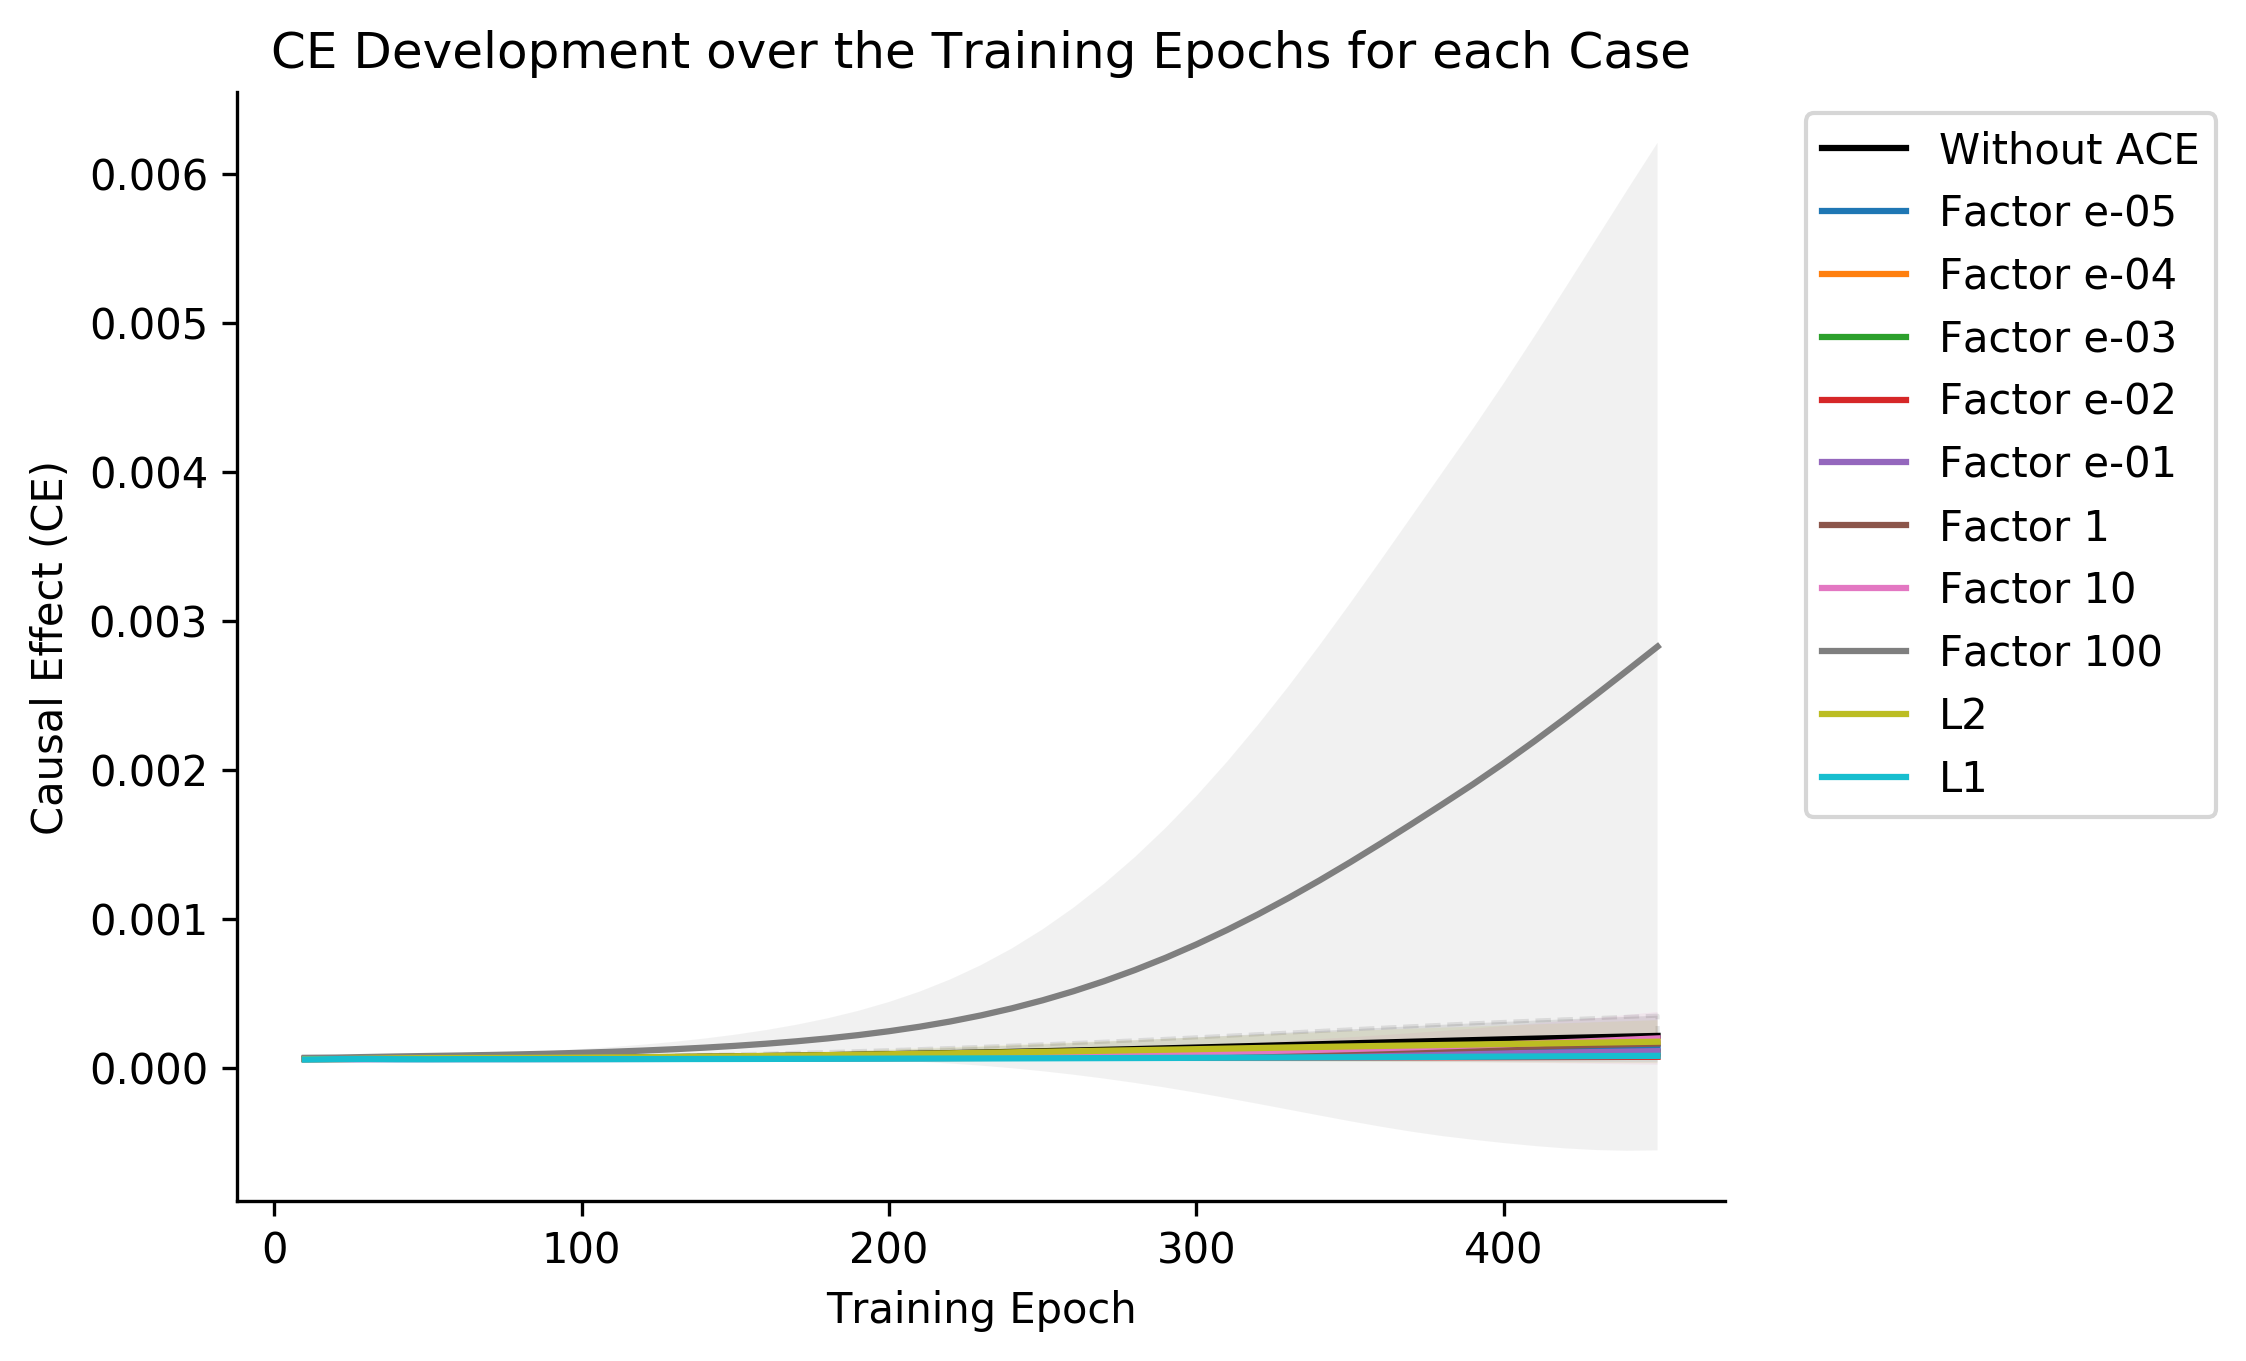 CE Development over the Training Epochs for each Case
Causal Effect (CE)
0.006
0.005
0.004
0.003
0.002
0.001
0.000
0
100
200
300
400
Training Epoch
Without ACE
Factor e-05
Factor e-04
Factor e-03
Factor e-02
Factor e-01
Factor 1
Factor 10
Factor 100
L2
L1